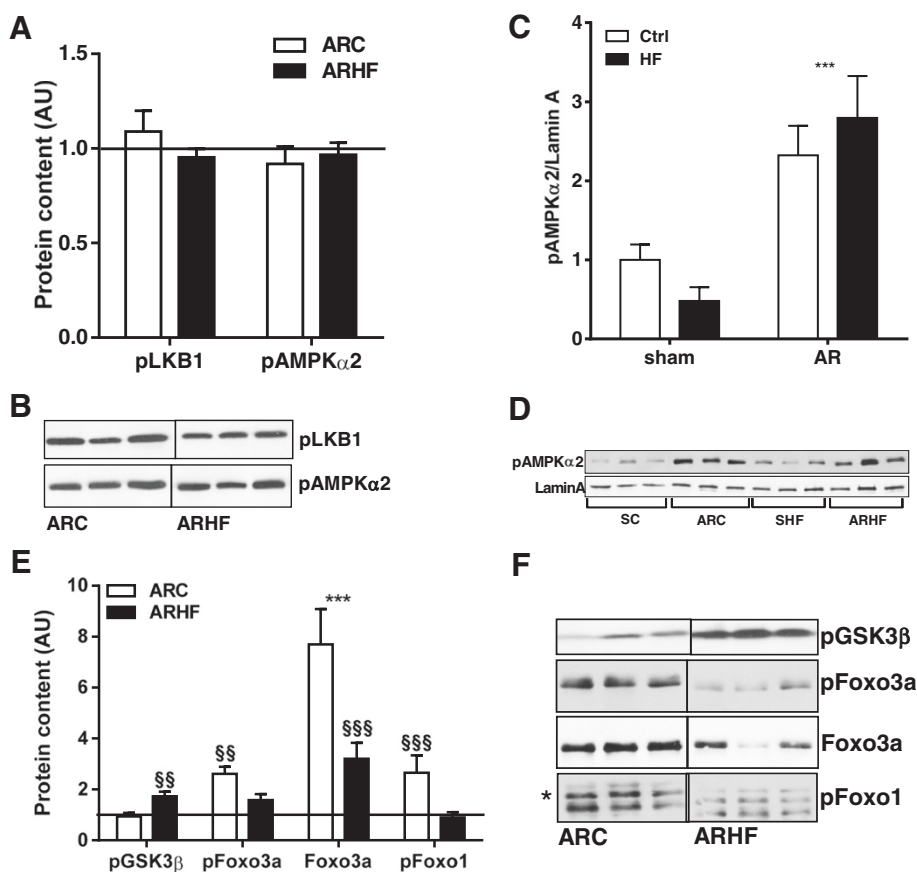 A
ARC
ARHF
Protein content (AU)
1.5
1.0
0.5
0.0
pLKB1
pAMPKα2
B
pLKB1
pAMPKα2
ARC
ARHF
C
Ctrl
HF
pAMPKα2/Lamin A
4
3
2
1
0
***
sham
AR
D
pAMPKα2
LaminA
SC
ARC
SHF
ARHF
E
ARC
ARHF
Protein content (AU)
10
8
6
4
2
0
§§
§§
***
§§§
§§§
pGSK3β
pFoxo3a
Foxo3a
pFoxo1
F
pGSK3β
pFoxo3a
Foxo3a
* pFoxo1
ARC
ARHF